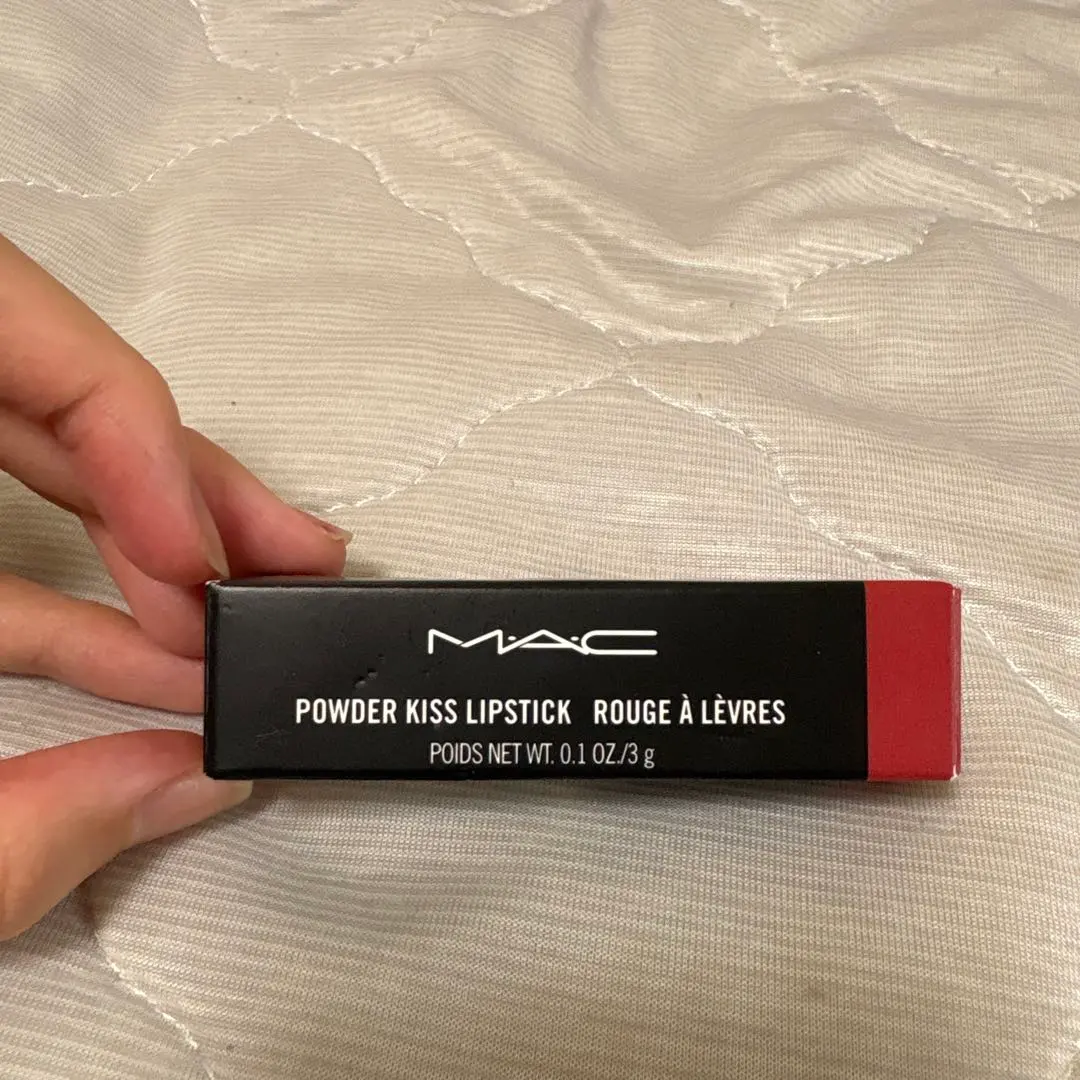 M·A·C
POWDER KISS LIPSTICK ROUGE À LÈVRES
POIDS NET WT. 0.1 OZ./3 g